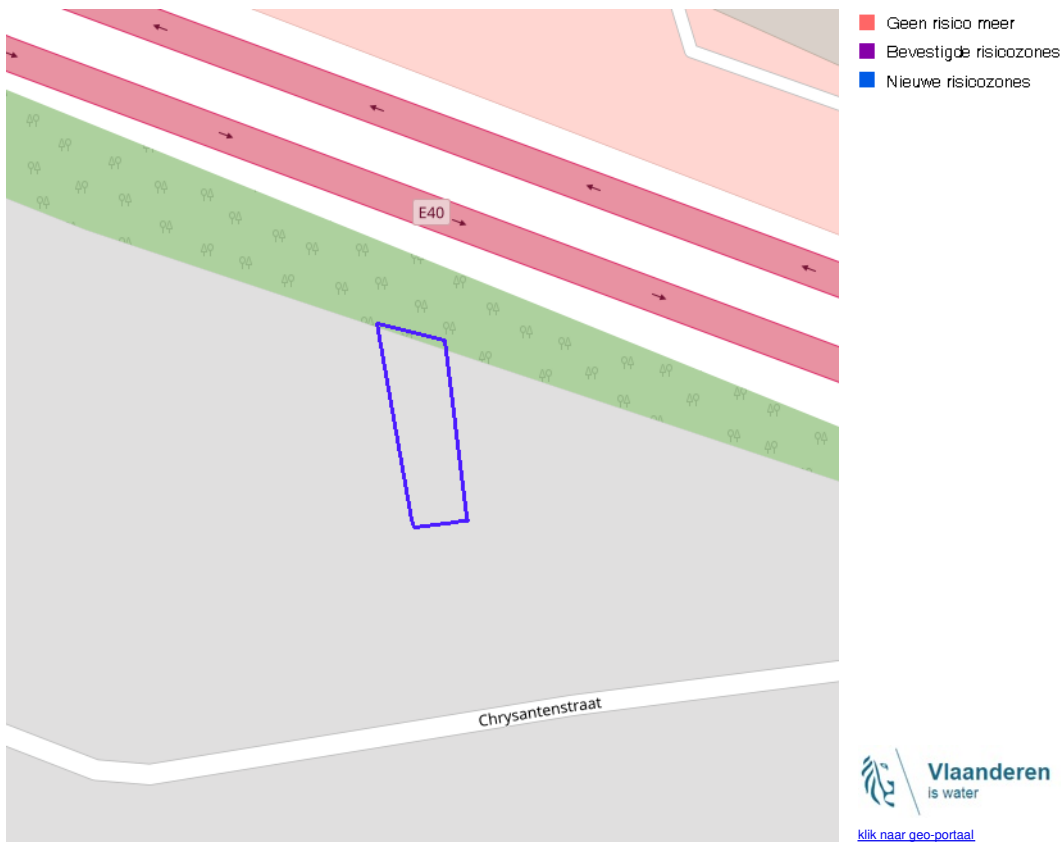 Geen risico meer
Bevestigde risicozones
Nieuwe risicozones
E40
Chrysantenstraat
Vlaanderen
is water
klik naar geo-portaal